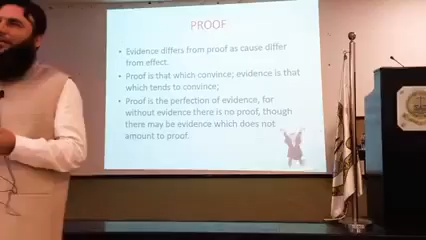 PROOF
• Evidence differs from proof as cause differ
from effect.
• Proof is that which convince; evidence is that
which tends to convince;
• Proof is the perfection of evidence, for
without evidence there is no proof, though
there may be evidence which does not
amount to proof.